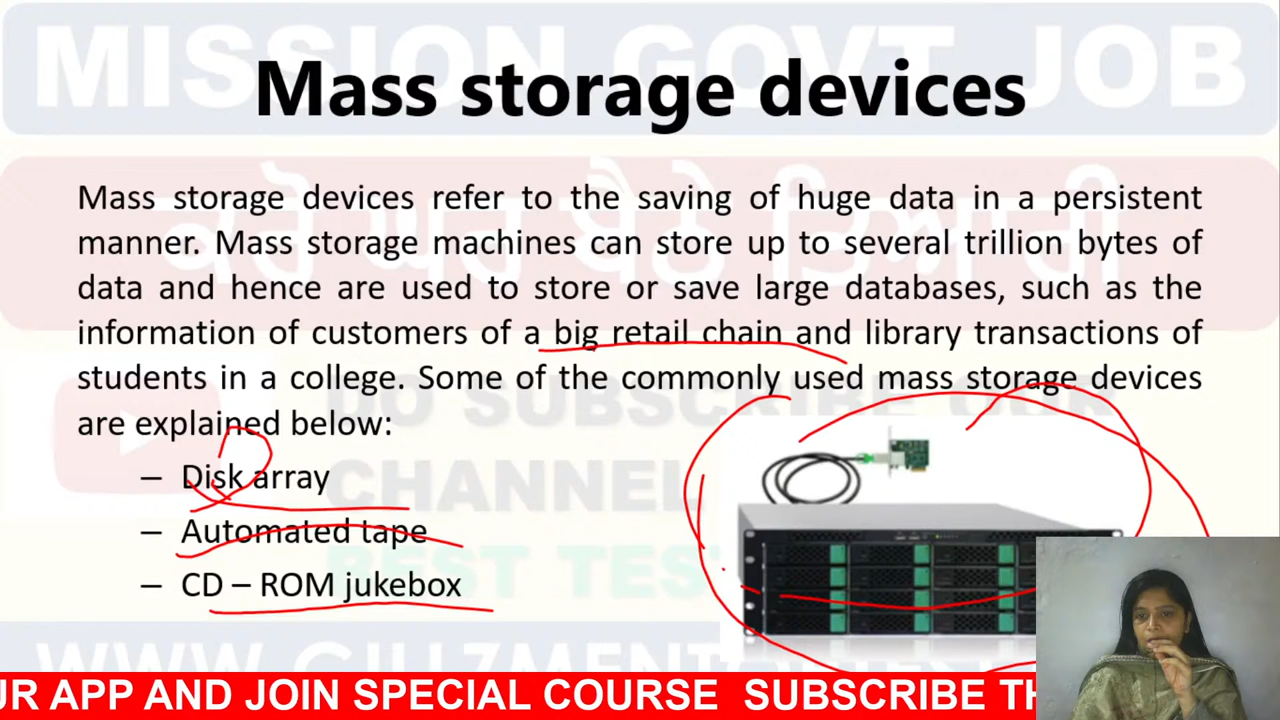 MISSION GOVT JOB
Mass storage devices
Mass storage devices refer to the saving of huge data in a persistent
manner. Mass storage machines can store up to several trillion bytes of
data and hence are used to store or save large databases, such as the
information of customers of a big retail chain and library transactions of
students in a college. Some of the commonly used mass storage devices
are explained below:
– Disk array
– Automated tape
– CD – ROM jukebox
SUBSCRIBE OUR
CHANNEL
BEST
UR APP AND JOIN SPECIAL COURSE SUBSCRIBE TH